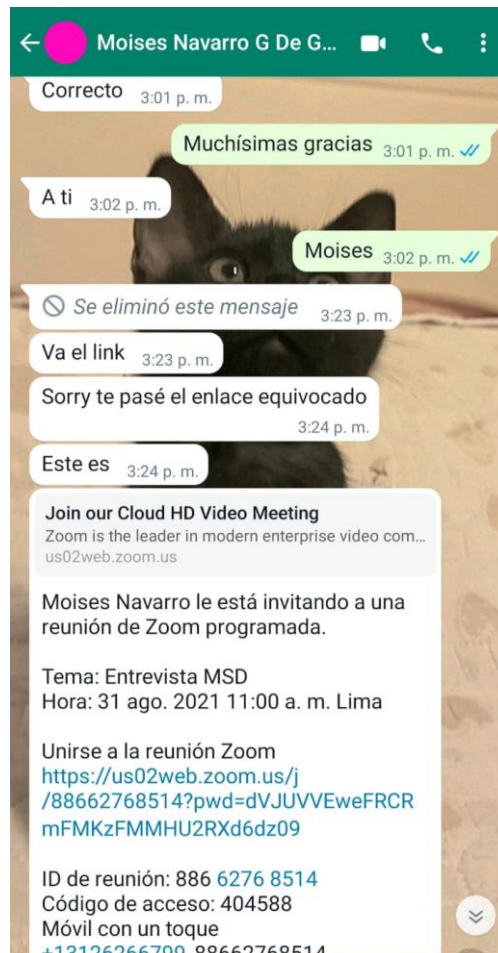 Moises Navarro G De G...
Correcto 3:01 p. m.
Muchísimas gracias 3:01 p. m.
A ti 3:02 p. m.
Moises 3:02 p. m.
Se eliminó este mensaje 3:23 p. m.
Va el link 3:23 p. m.
Sorry te pasé el enlace equivocado
3:24 p. m.
Este es 3:24 p. m.
Join our Cloud HD Video Meeting
Zoom is the leader in modern enterprise video com...
us02web.zoom.us
Moises Navarro le está invitando a una
reunión de Zoom programada.
Tema: Entrevista MSD
Hora: 31 ago. 2021 11:00 a. m. Lima
Unirse a la reunión Zoom
https://us02web.zoom.us/j
/88662768514?pwd=dVJUVVEweFRCR
mFMKzFMMHU2RXd6dz09
ID de reunión: 886 6276 8514
Código de acceso: 404588
Móvil con un toque
+13126266799, 88662768514